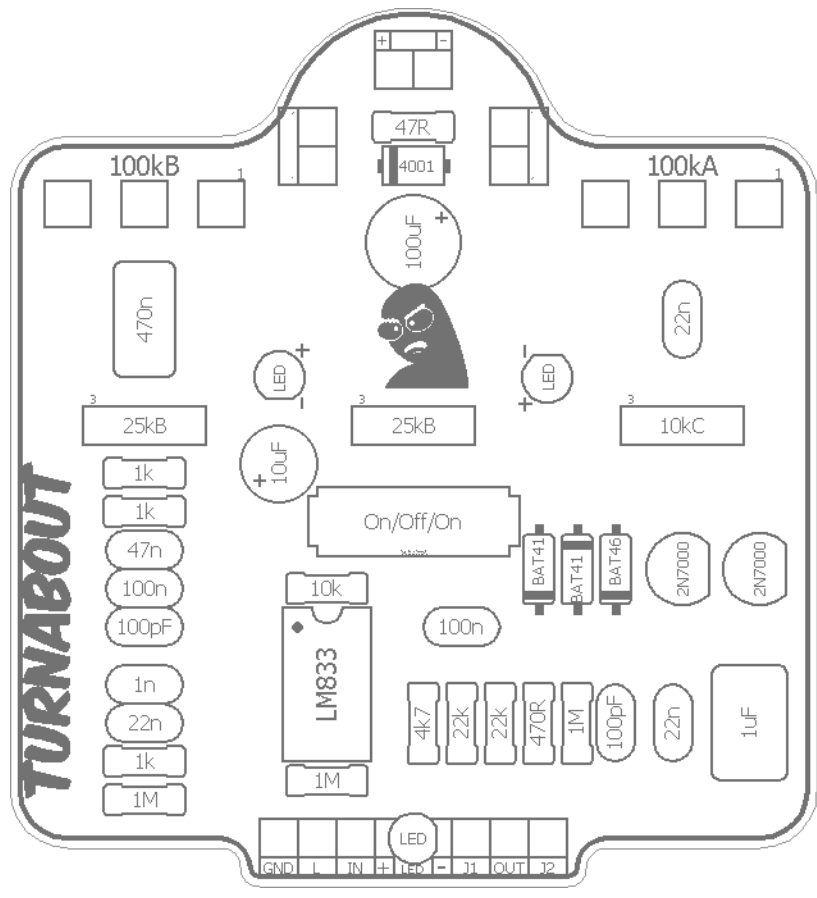 + -
47R
4001
100kB
1
100kA
1
100uF
+
470n
22n
LED
+
-
LED
-
+
3
25kB
3
25kB
3
10kC
10uF
+
1k
1k
47n
100n
100pF
1n
22n
1k
1M
TURNABOUT
On/Off/On
BAT41
BAT41
BAT46
2N7000
2N7000
10k
LM833
1M
100n
4k7
22k
22k
470R
1M
100pF
22n
1uF
LED
GND L IN + LED - J1 OUT J2